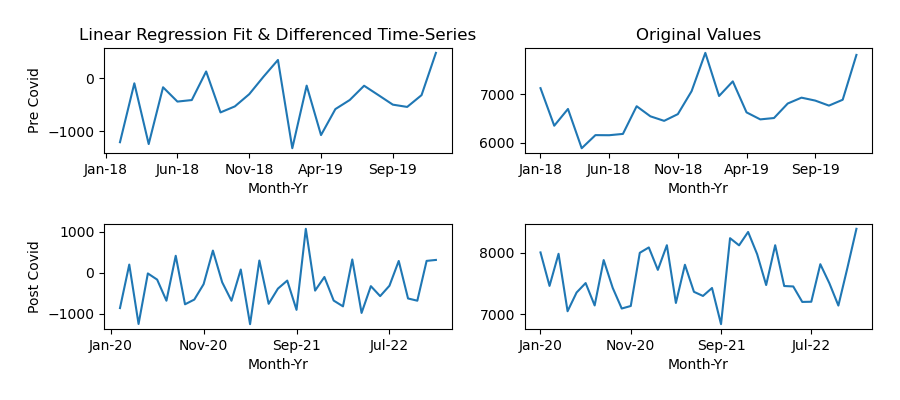 Linear Regression Fit & Differenced Time-Series
Original Values
Pre Covid
0
−1000
Jan-18 Jun-18 Nov-18 Apr-19 Sep-19
Month-Yr
7000
6000
Jan-18 Jun-18 Nov-18 Apr-19 Sep-19
Month-Yr
Post Covid
1000
0
−1000
Jan-20 Nov-20 Sep-21 Jul-22
Month-Yr
8000
7000
Jan-20 Nov-20 Sep-21 Jul-22
Month-Yr